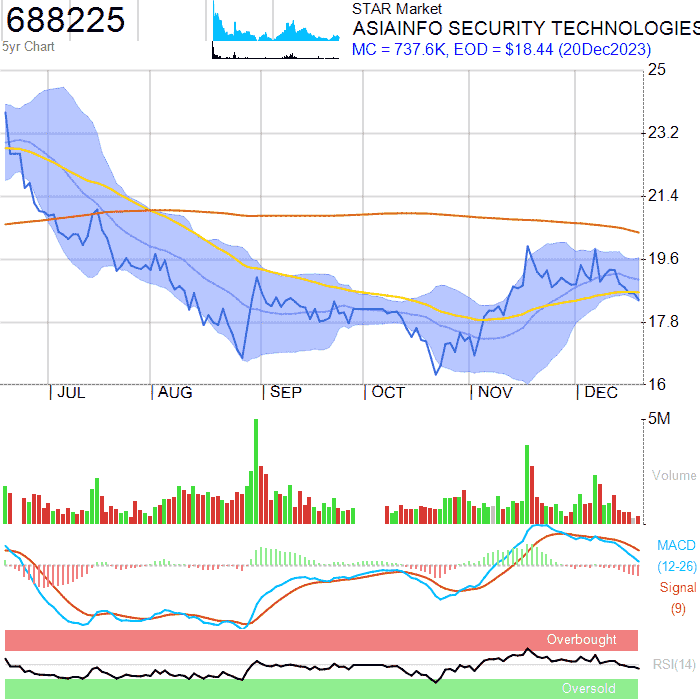 688225
5yr Chart
STAR Market
ASIAINFO SECURITY TECHNOLOGIES
MC = 737.6K, EOD = $18.44 (20Dec2023)
25
23.2
21.4
19.6
17.8
16
JUL
AUG
SEP
OCT
NOV
DEC
5M
Volume
MACD
(12-26)
Signal
(9)
Overbought
RSI(14)
Oversold